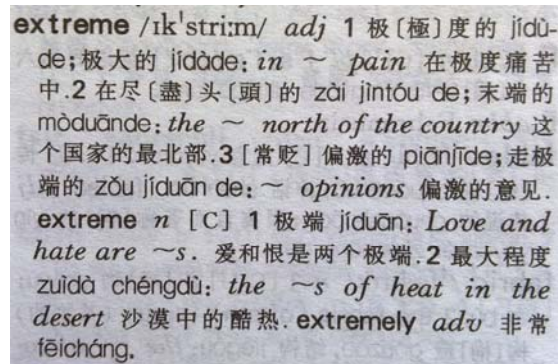 extreme /ɪk'striːm/ adj 1 极〔極〕度的 jídù-
de;极大的 jídàde: in ~ pain 在极度痛苦
中.2 在尽〔盡〕头〔頭〕的 zài jìntóu de;末端的
mòduānde: the ~ north of the country 这
个国家的最北部.3 [常贬] 偏激的 piānjīde;走极
端的 zǒu jíduān de: ~ opinions 偏激的意见.
extreme n [C] 1 极端 jíduān: Love and
hate are ~s. 爱和恨是两个极端.2 最大程度
zuìdà chéngdù: the ~s of heat in the
desert 沙漠中的酷热. extremely adv 非常
fēicháng.